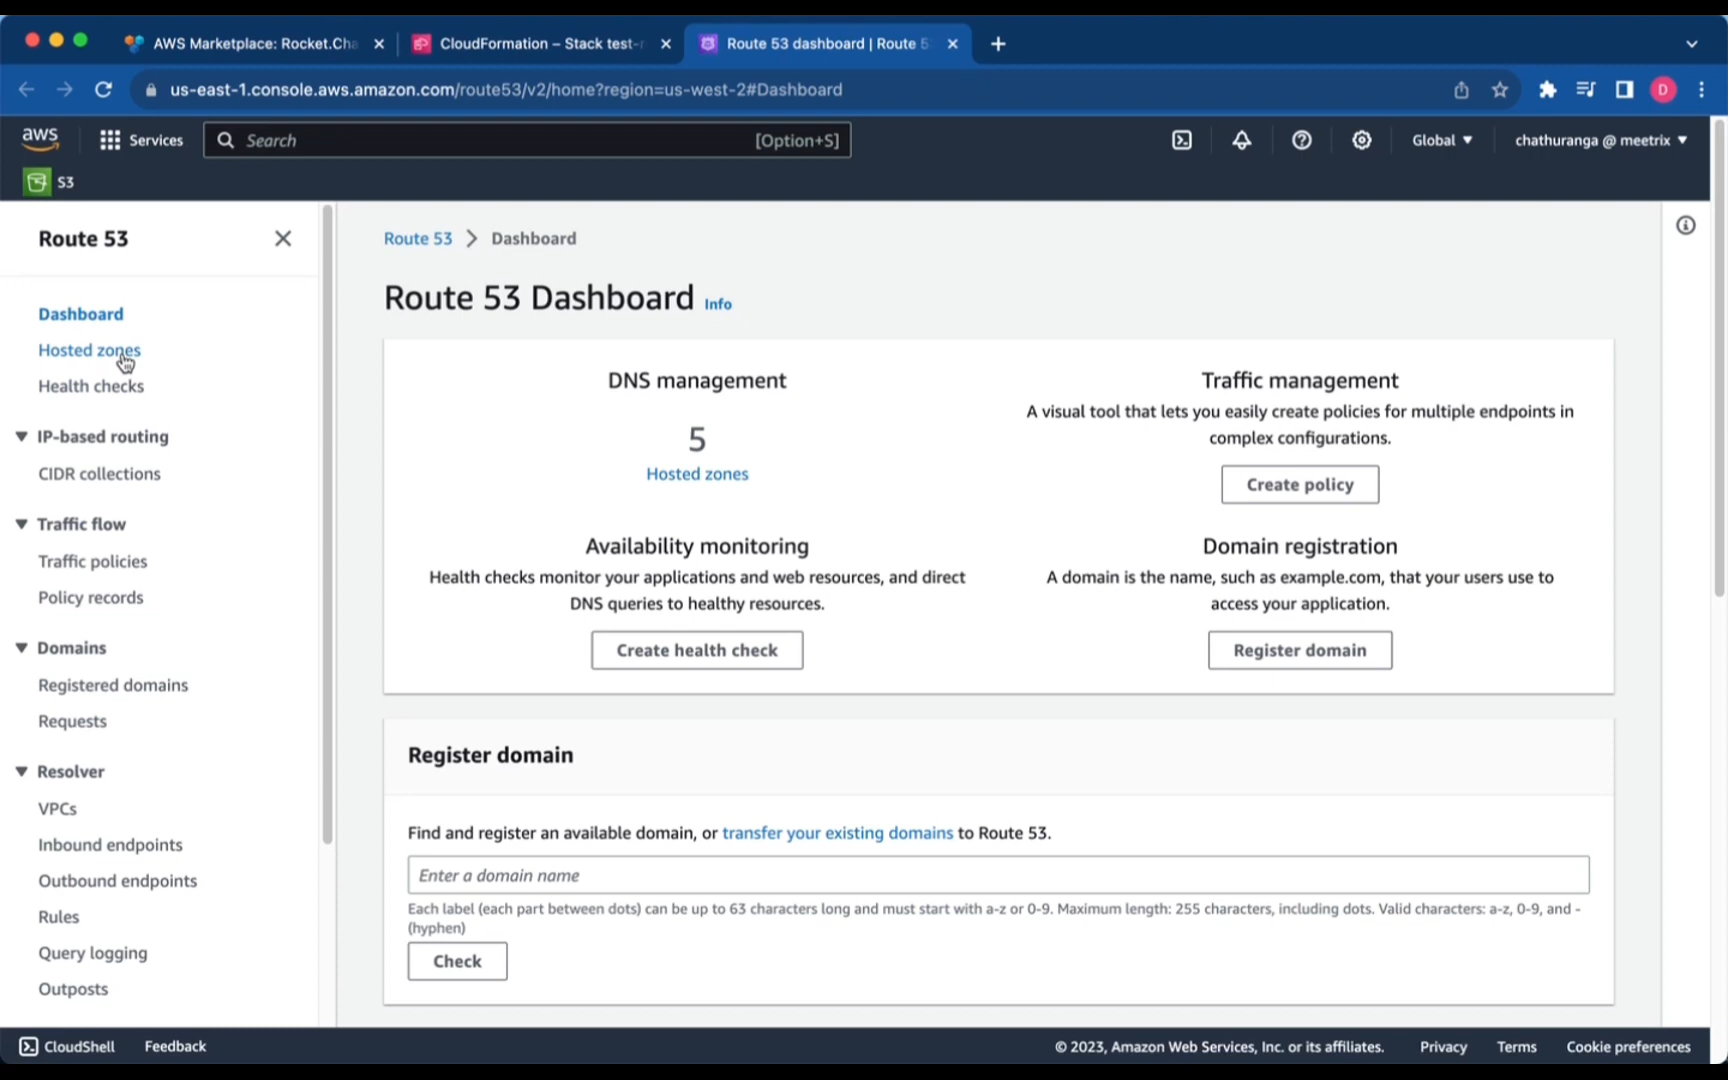 AWS Marketplace: Rocket.Cha
CloudFormation – Stack test-r
Route 53 dashboard | Route 5
us-east-1.console.aws.amazon.com/route53/v2/home?region=us-west-2#Dashboard
D
aws
Services
Search
[Option+S]
Global
chathuranga @ meetrix
S3
Route 53
Dashboard
Hosted zones
Health checks
IP-based routing
CIDR collections
Traffic flow
Traffic policies
Policy records
Domains
Registered domains
Requests
Resolver
VPCs
Inbound endpoints
Outbound endpoints
Rules
Query logging
Outposts
Route 53 > Dashboard
Route 53 Dashboard Info
DNS management
5
Hosted zones
Traffic management
A visual tool that lets you easily create policies for multiple endpoints in
complex configurations.
Create policy
Availability monitoring
Health checks monitor your applications and web resources, and direct
DNS queries to healthy resources.
Create health check
Domain registration
A domain is the name, such as example.com, that your users use to
access your application.
Register domain
Register domain
Find and register an available domain, or transfer your existing domains to Route 53.
Enter a domain name
Each label (each part between dots) can be up to 63 characters long and must start with a-z or 0-9. Maximum length: 255 characters, including dots. Valid characters: a-z, 0-9, and -
(hyphen)
Check
CloudShell
Feedback
© 2023, Amazon Web Services, Inc. or its affiliates.
Privacy
Terms
Cookie preferences